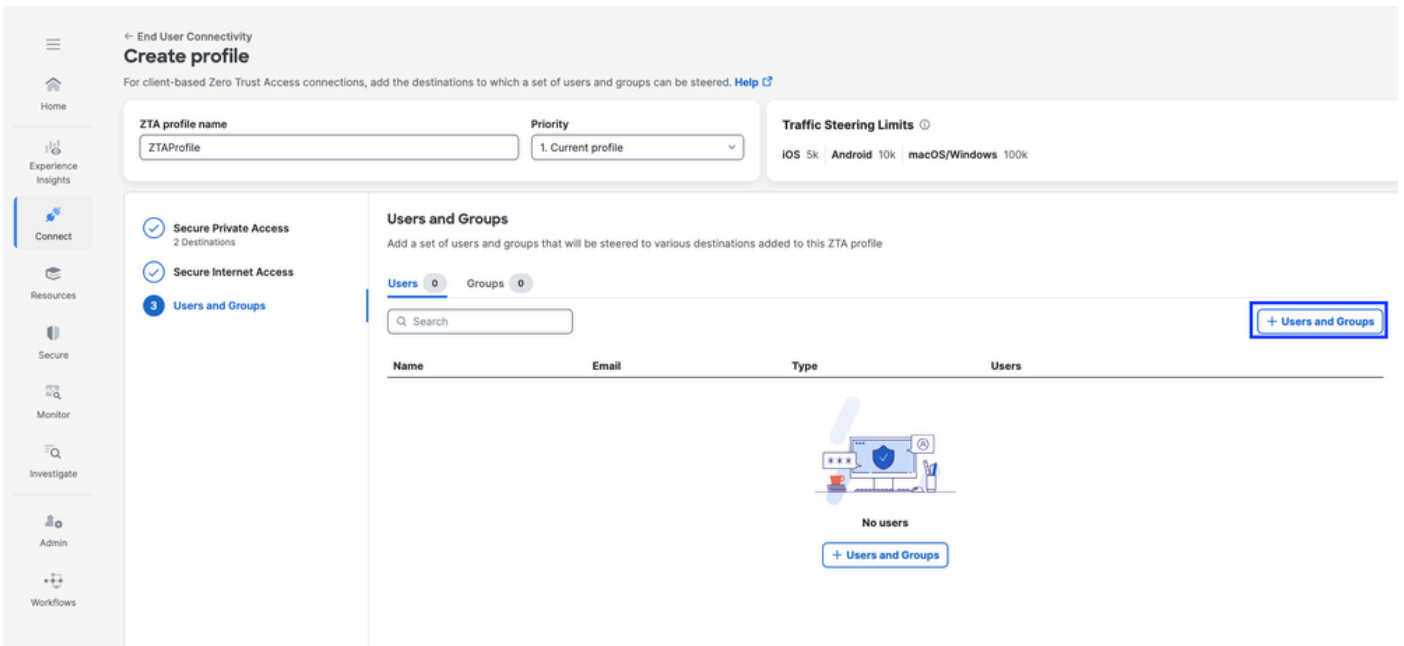 ← End User Connectivity
Create profile
For client-based Zero Trust Access connections, add the destinations to which a set of users and groups can be steered. Help
Home
Experience
Insights
Connect
Resources
Secure
Monitor
Investigate
Admin
Workflows
ZTA profile name
ZTAProfile
Priority
1. Current profile
Traffic Steering Limits
iOS 5k Android 10k macOS/Windows 100k
Secure Private Access
2 Destinations
Secure Internet Access
3 Users and Groups
Users and Groups
Add a set of users and groups that will be steered to various destinations added to this ZTA profile
Users 0 Groups 0
Search
+ Users and Groups
Name Email Type Users
***
No users
+ Users and Groups